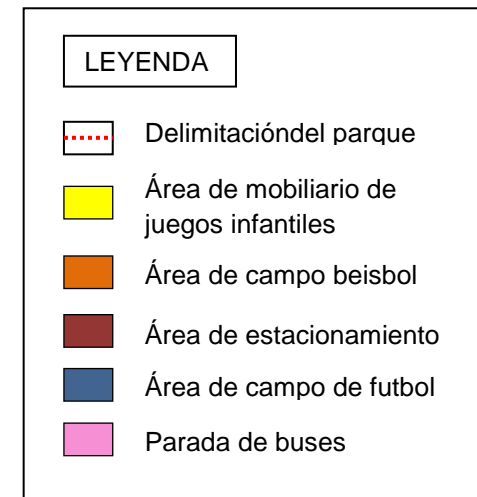 LEYENDA
Delimitacióndel parque
Área de mobiliario de
juegos infantiles
Área de campo beisbol
Área de estacionamiento
Área de campo de futbol
Parada de buses